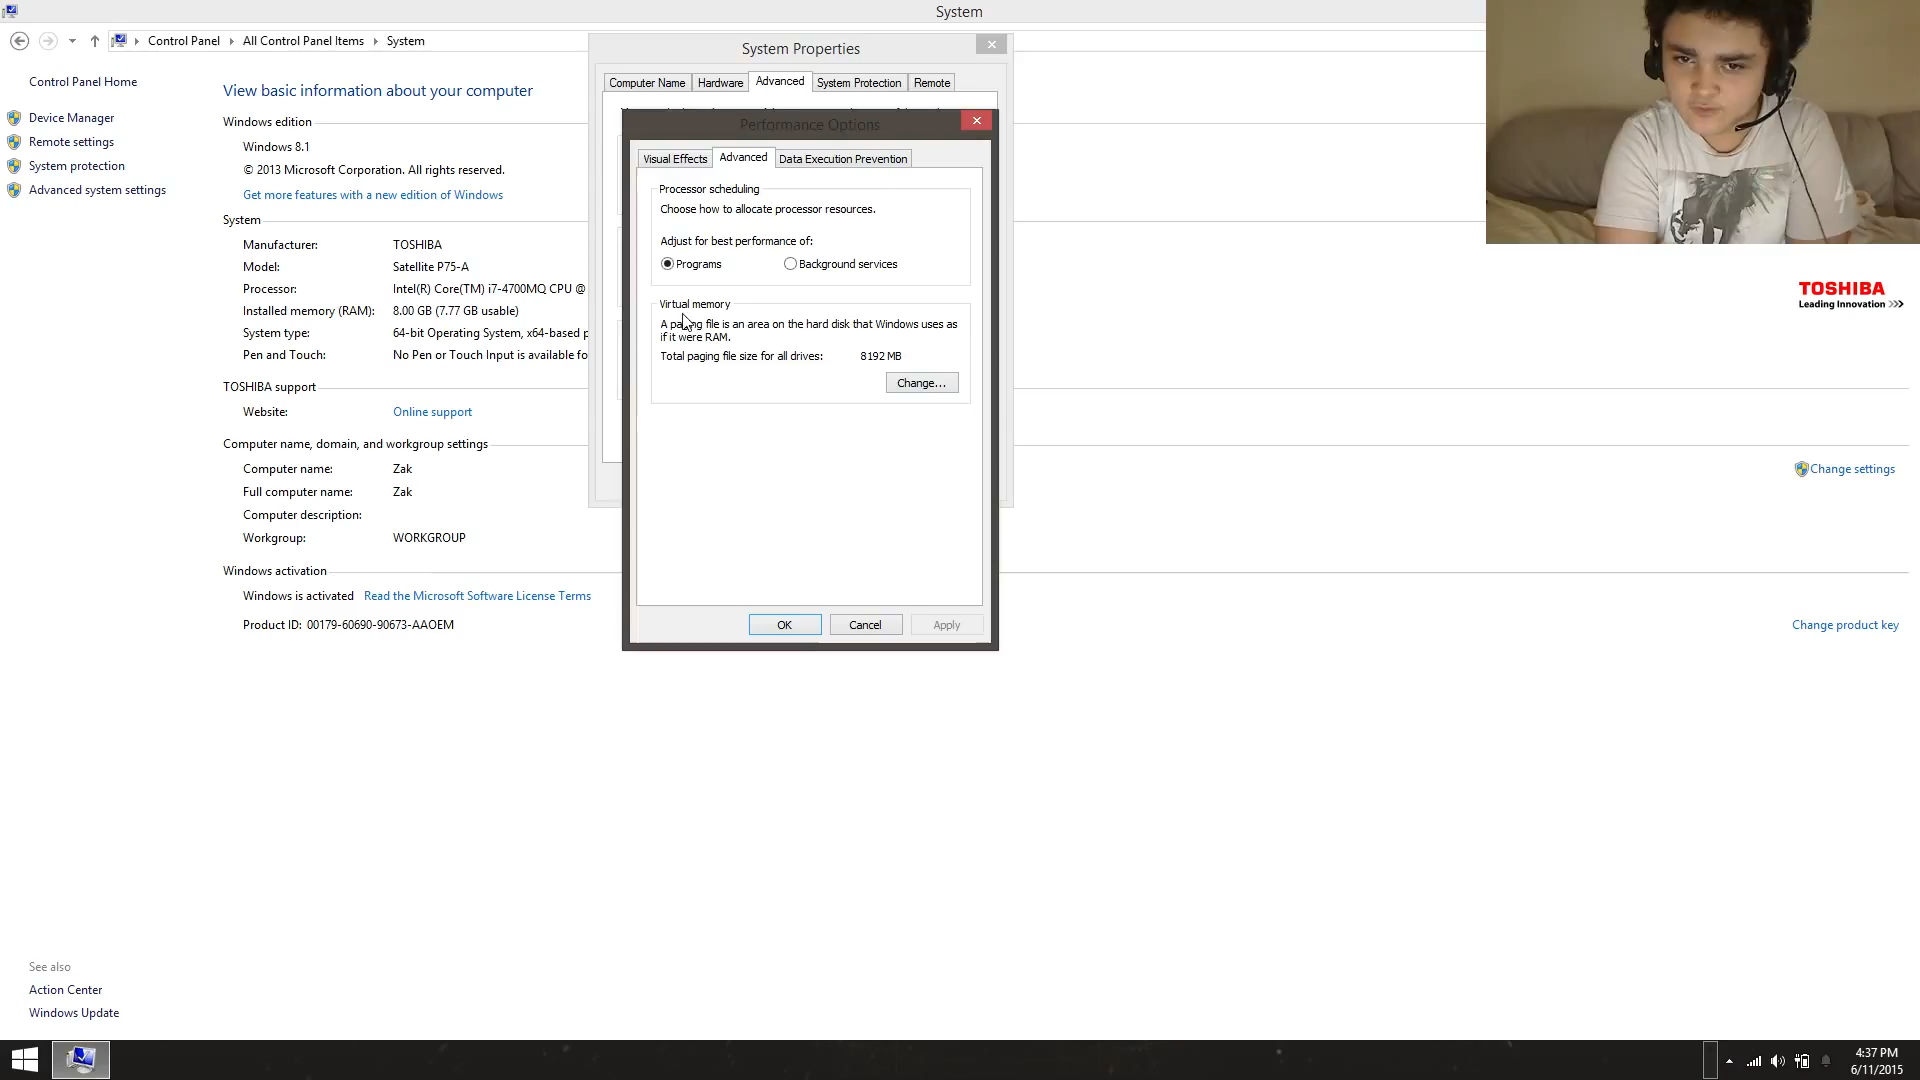 System
Control Panel
All Control Panel Items
System
Control Panel Home
Device Manager
Remote settings
System protection
Advanced system settings
See also
Action Center
Windows Update
View basic information about your computer
Windows edition
Windows 8.1
© 2013 Microsoft Corporation. All rights reserved.
Get more features with a new edition of Windows
System
Manufacturer: TOSHIBA
Model: Satellite P75-A
Processor: Intel(R) Core(TM) i7-4700MQ CPU @
Installed memory (RAM): 8.00 GB (7.77 GB usable)
System type: 64-bit Operating System, x64-based
Pen and Touch: No Pen or Touch Input is available
TOSHIBA support
Website: Online support
Computer name, domain, and workgroup settings
Computer name: Zak
Full computer name: Zak
Computer description:
Workgroup: WORKGROUP
Windows activation
Windows is activated Read the Microsoft Software License Terms
Product ID: 00179-60690-90673-AAOEM
System Properties
Computer Name Hardware Advanced System Protection Remote
Performance Options
Visual Effects Advanced Data Execution Prevention
Processor scheduling
Choose how to allocate processor resources.
Adjust for best performance of:
Programs Background services
Virtual memory
A paging file is an area on the hard disk that Windows uses as
if it were RAM.
Total paging file size for all drives: 8192 MB
Change...
OK Cancel Apply
TOSHIBA
Leading Innovation >>>
Change settings
Change product key
4:37 PM
6/11/2015